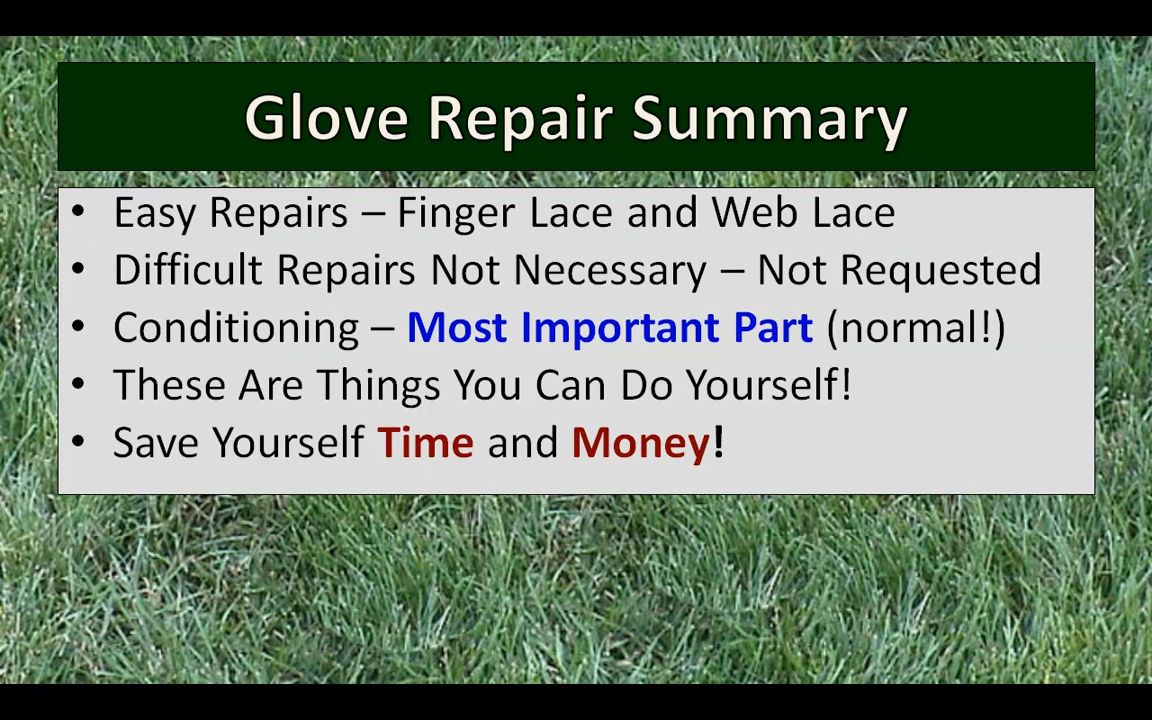 Glove Repair Summary
• Easy Repairs – Finger Lace and Web Lace
• Difficult Repairs Not Necessary – Not Requested
• Conditioning – Most Important Part (normal!)
• These Are Things You Can Do Yourself!
• Save Yourself Time and Money!